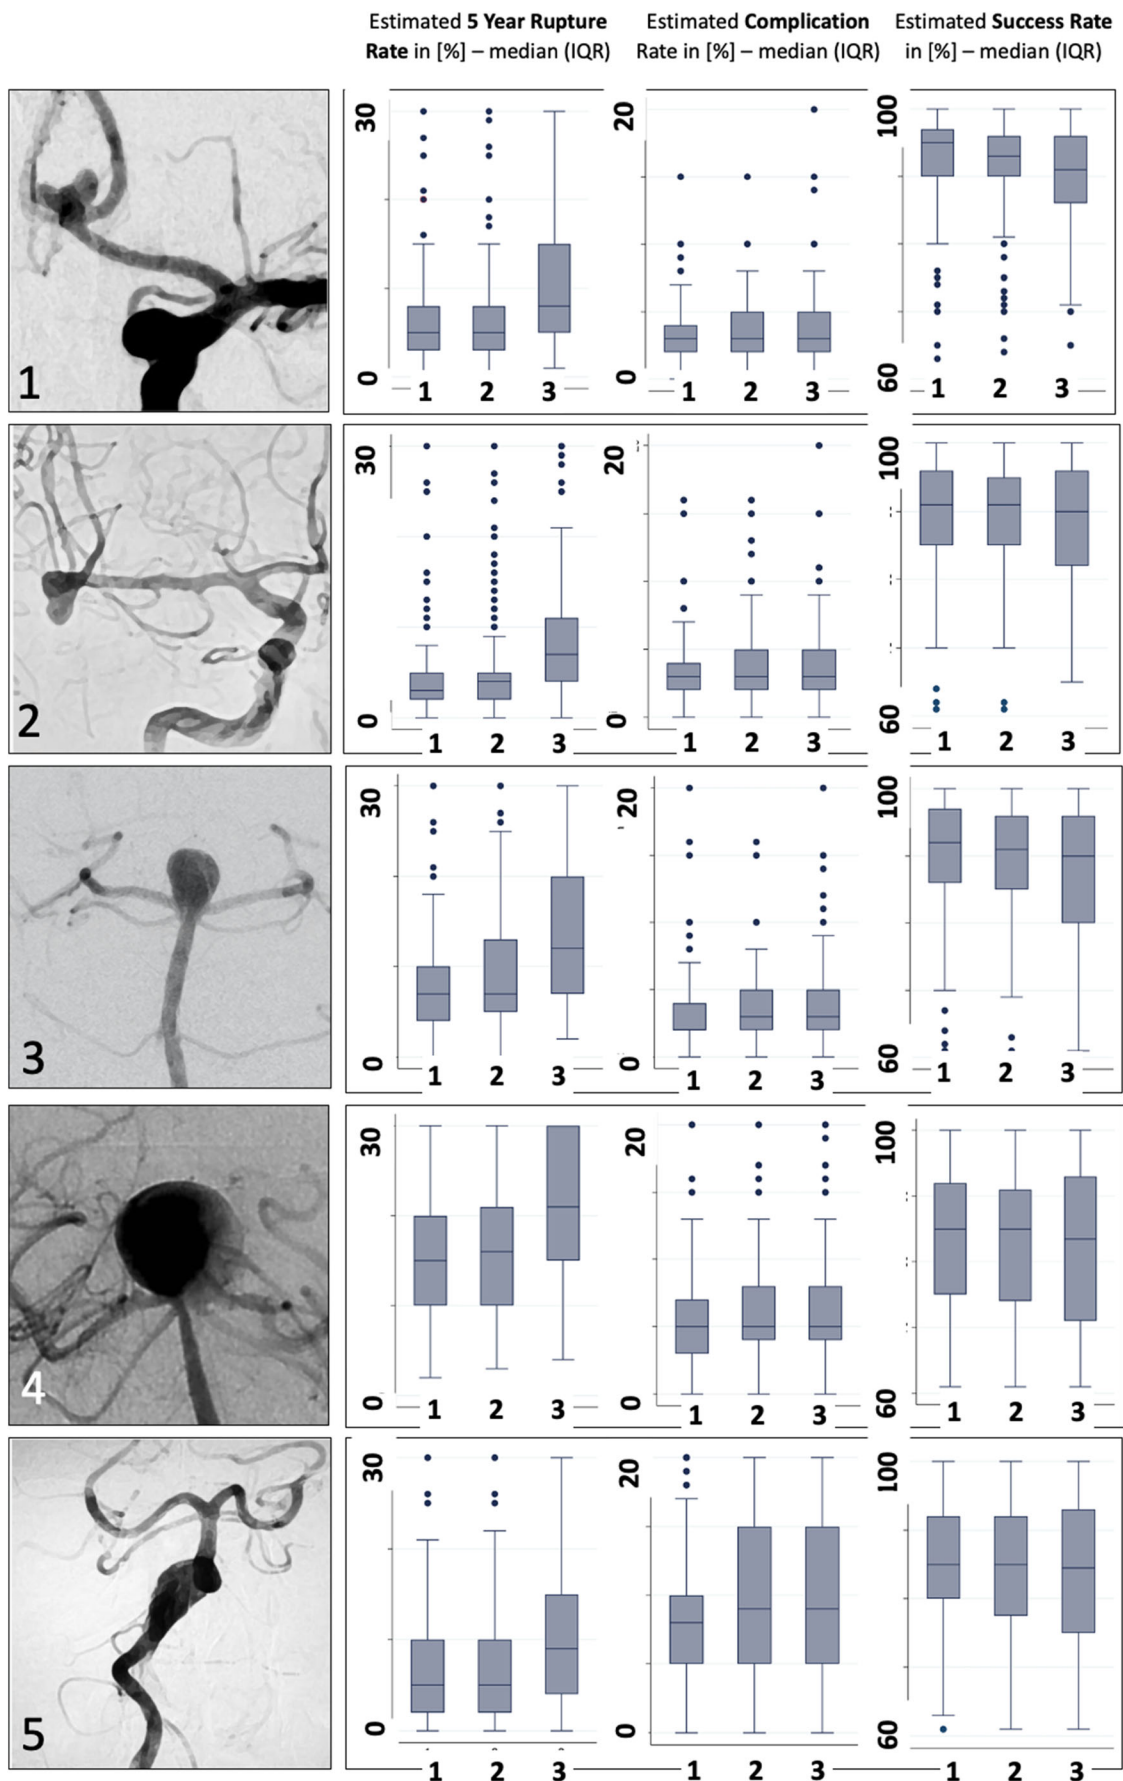 Estimated 5 Year Rupture
Rate in [%] – median (IQR)
Estimated Complication
Rate in [%] – median (IQR)
Estimated Success Rate
in [%] – median (IQR)
1
30
0
1 2 3
20
0
1 2 3
100
60
1 2 3
2
30
0
1 2 3
20
0
1 2 3
100
60
1 2 3
3
30
0
1 2 3
20
0
1 2 3
100
60
1 2 3
4
30
0
1 2 3
20
0
1 2 3
100
60
1 2 3
5
30
0
1 2 3
20
0
1 2 3
100
60
1 2 3